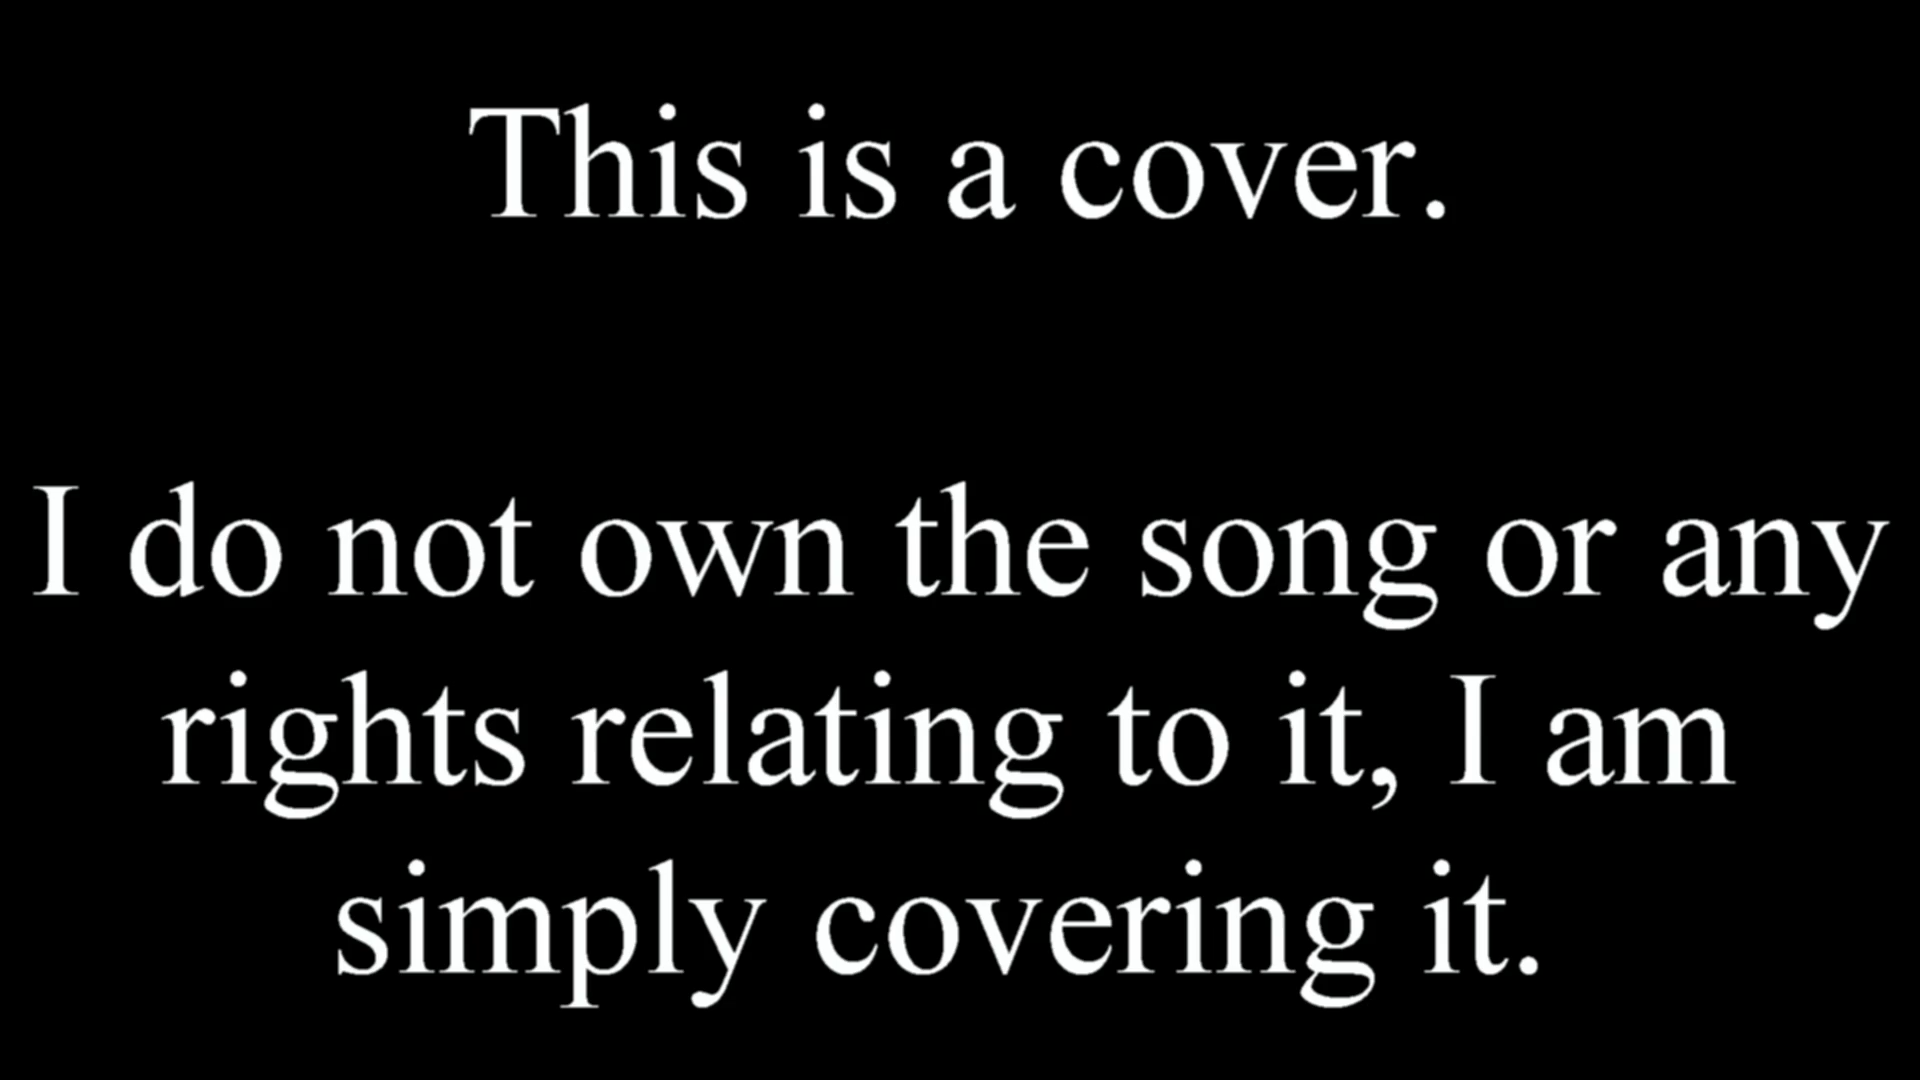 This is a cover.
I do not own the song or any
rights relating to it, I am
simply covering it.